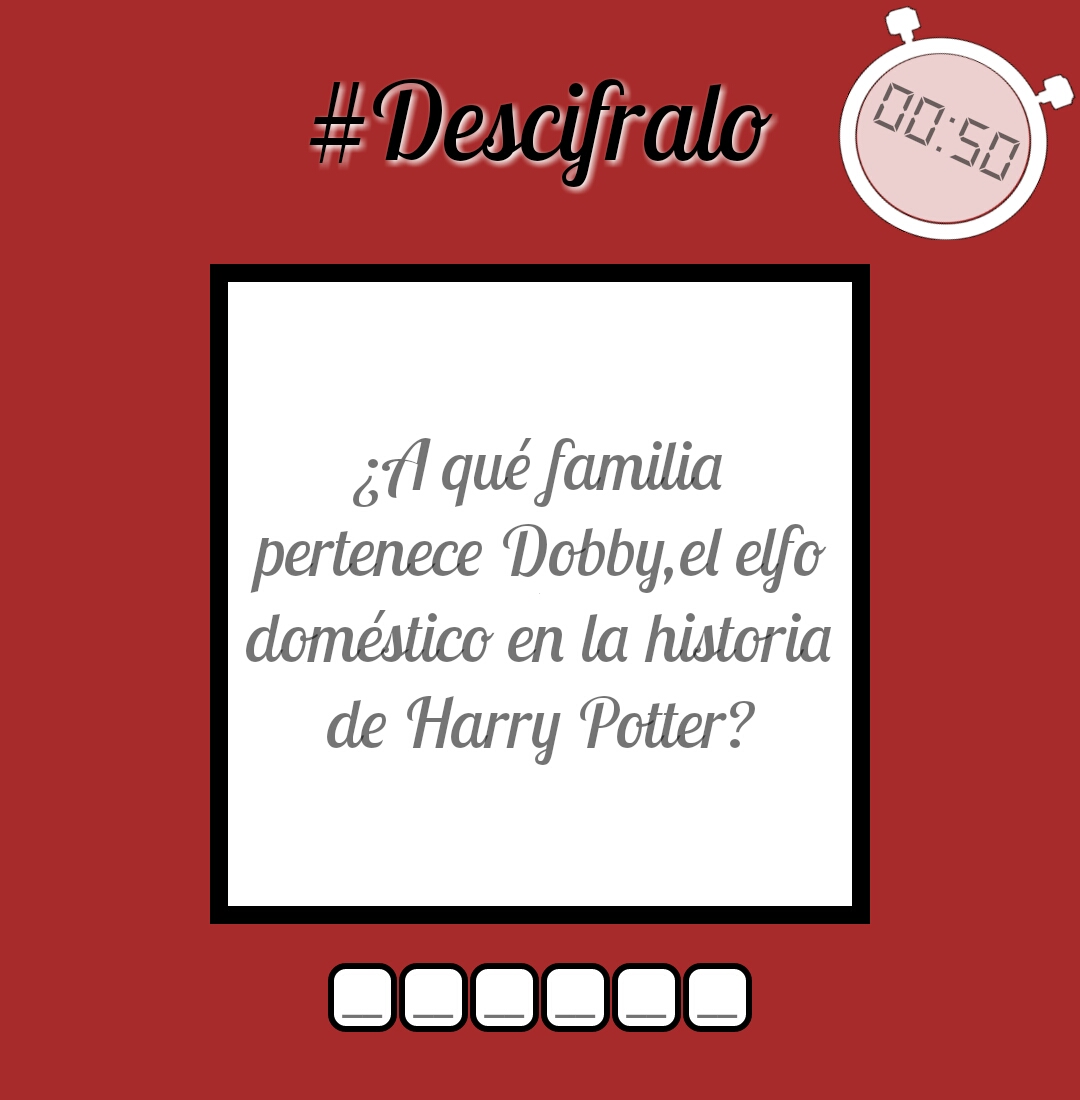 #Descifralo
00:50
¿A qué familia
pertenece Dobby,el elfo
doméstico en la historia
de Harry Potter?
_ _ _ _ _ _